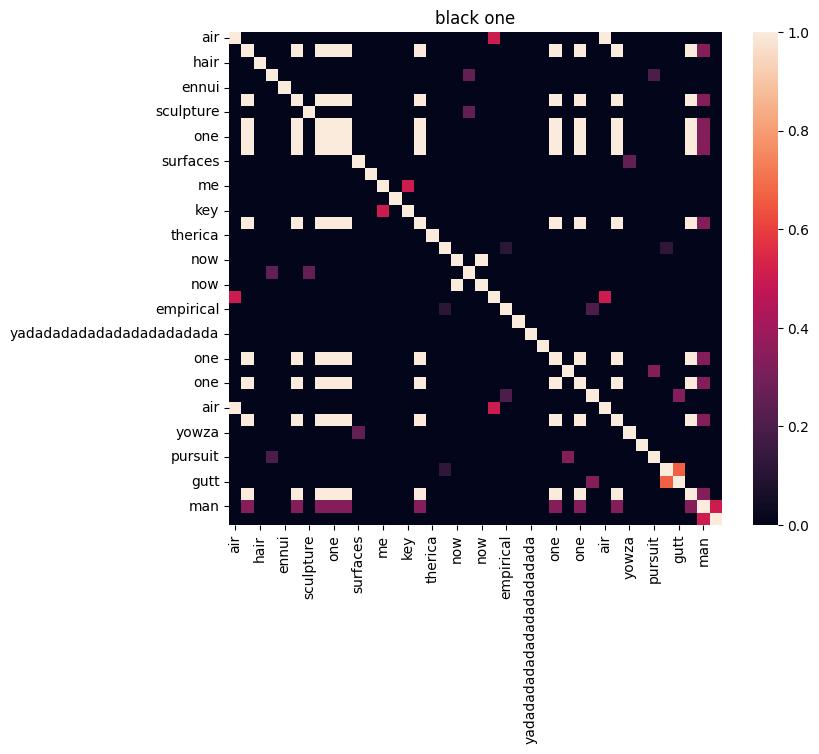 black one
air
hair
ennui
sculpture
one
surfaces
me
key
therica
now
now
empirical
yadadadadadadadadadadada
one
one
air
yowza
pursuit
gutt
man
air
hair
ennui
sculpture
one
surfaces
me
key
therica
now
now
empirical
yadadadadadadadadadadada
one
one
air
yowza
pursuit
gutt
man
1.0
0.8
0.6
0.4
0.2
0.0